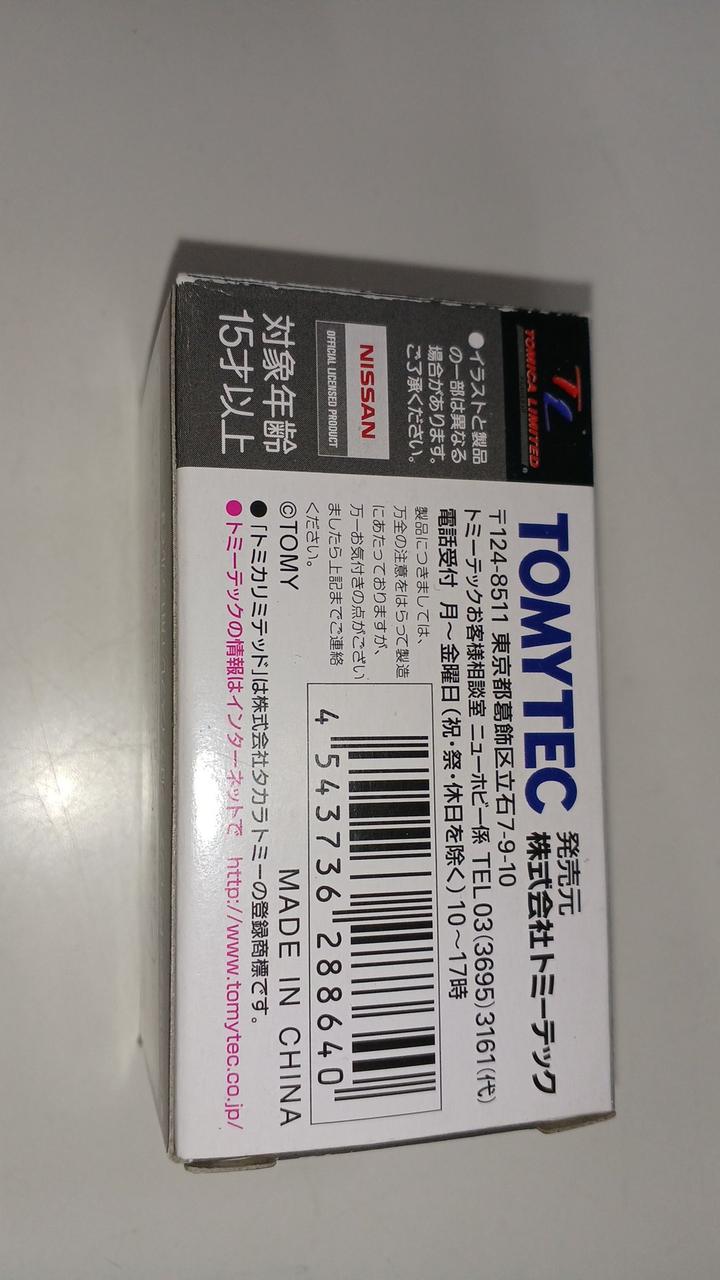 TOMICA LIMITED
●イラストと製品
の一部は異なる
場合があります。
ご了承ください。
NISSAN
OFFICIAL LICENSED PRODUCT
対象年齢
15才以上
TOMYTEC 発売元
株式会社トミーテック
〒124-8511 東京都葛飾区立石7-9-10
トミーテックお客様相談室 ニューホビー係 TEL 03(3695)3161(代)
電話受付 月〜金曜日(祝・祭・休日を除く)10〜17時
製品につきましては、
万全の注意をはらって製造
にあたっておりますが、
万一お気付きの点がござい
ましたら上記までご連絡
ください。
4 543736 288640
©TOMY
MADE IN CHINA
●「トミカリミテッド」は株式会社タカラトミーの登録商標です。
●トミーテックの情報はインターネットで http://www.tomytec.co.jp/